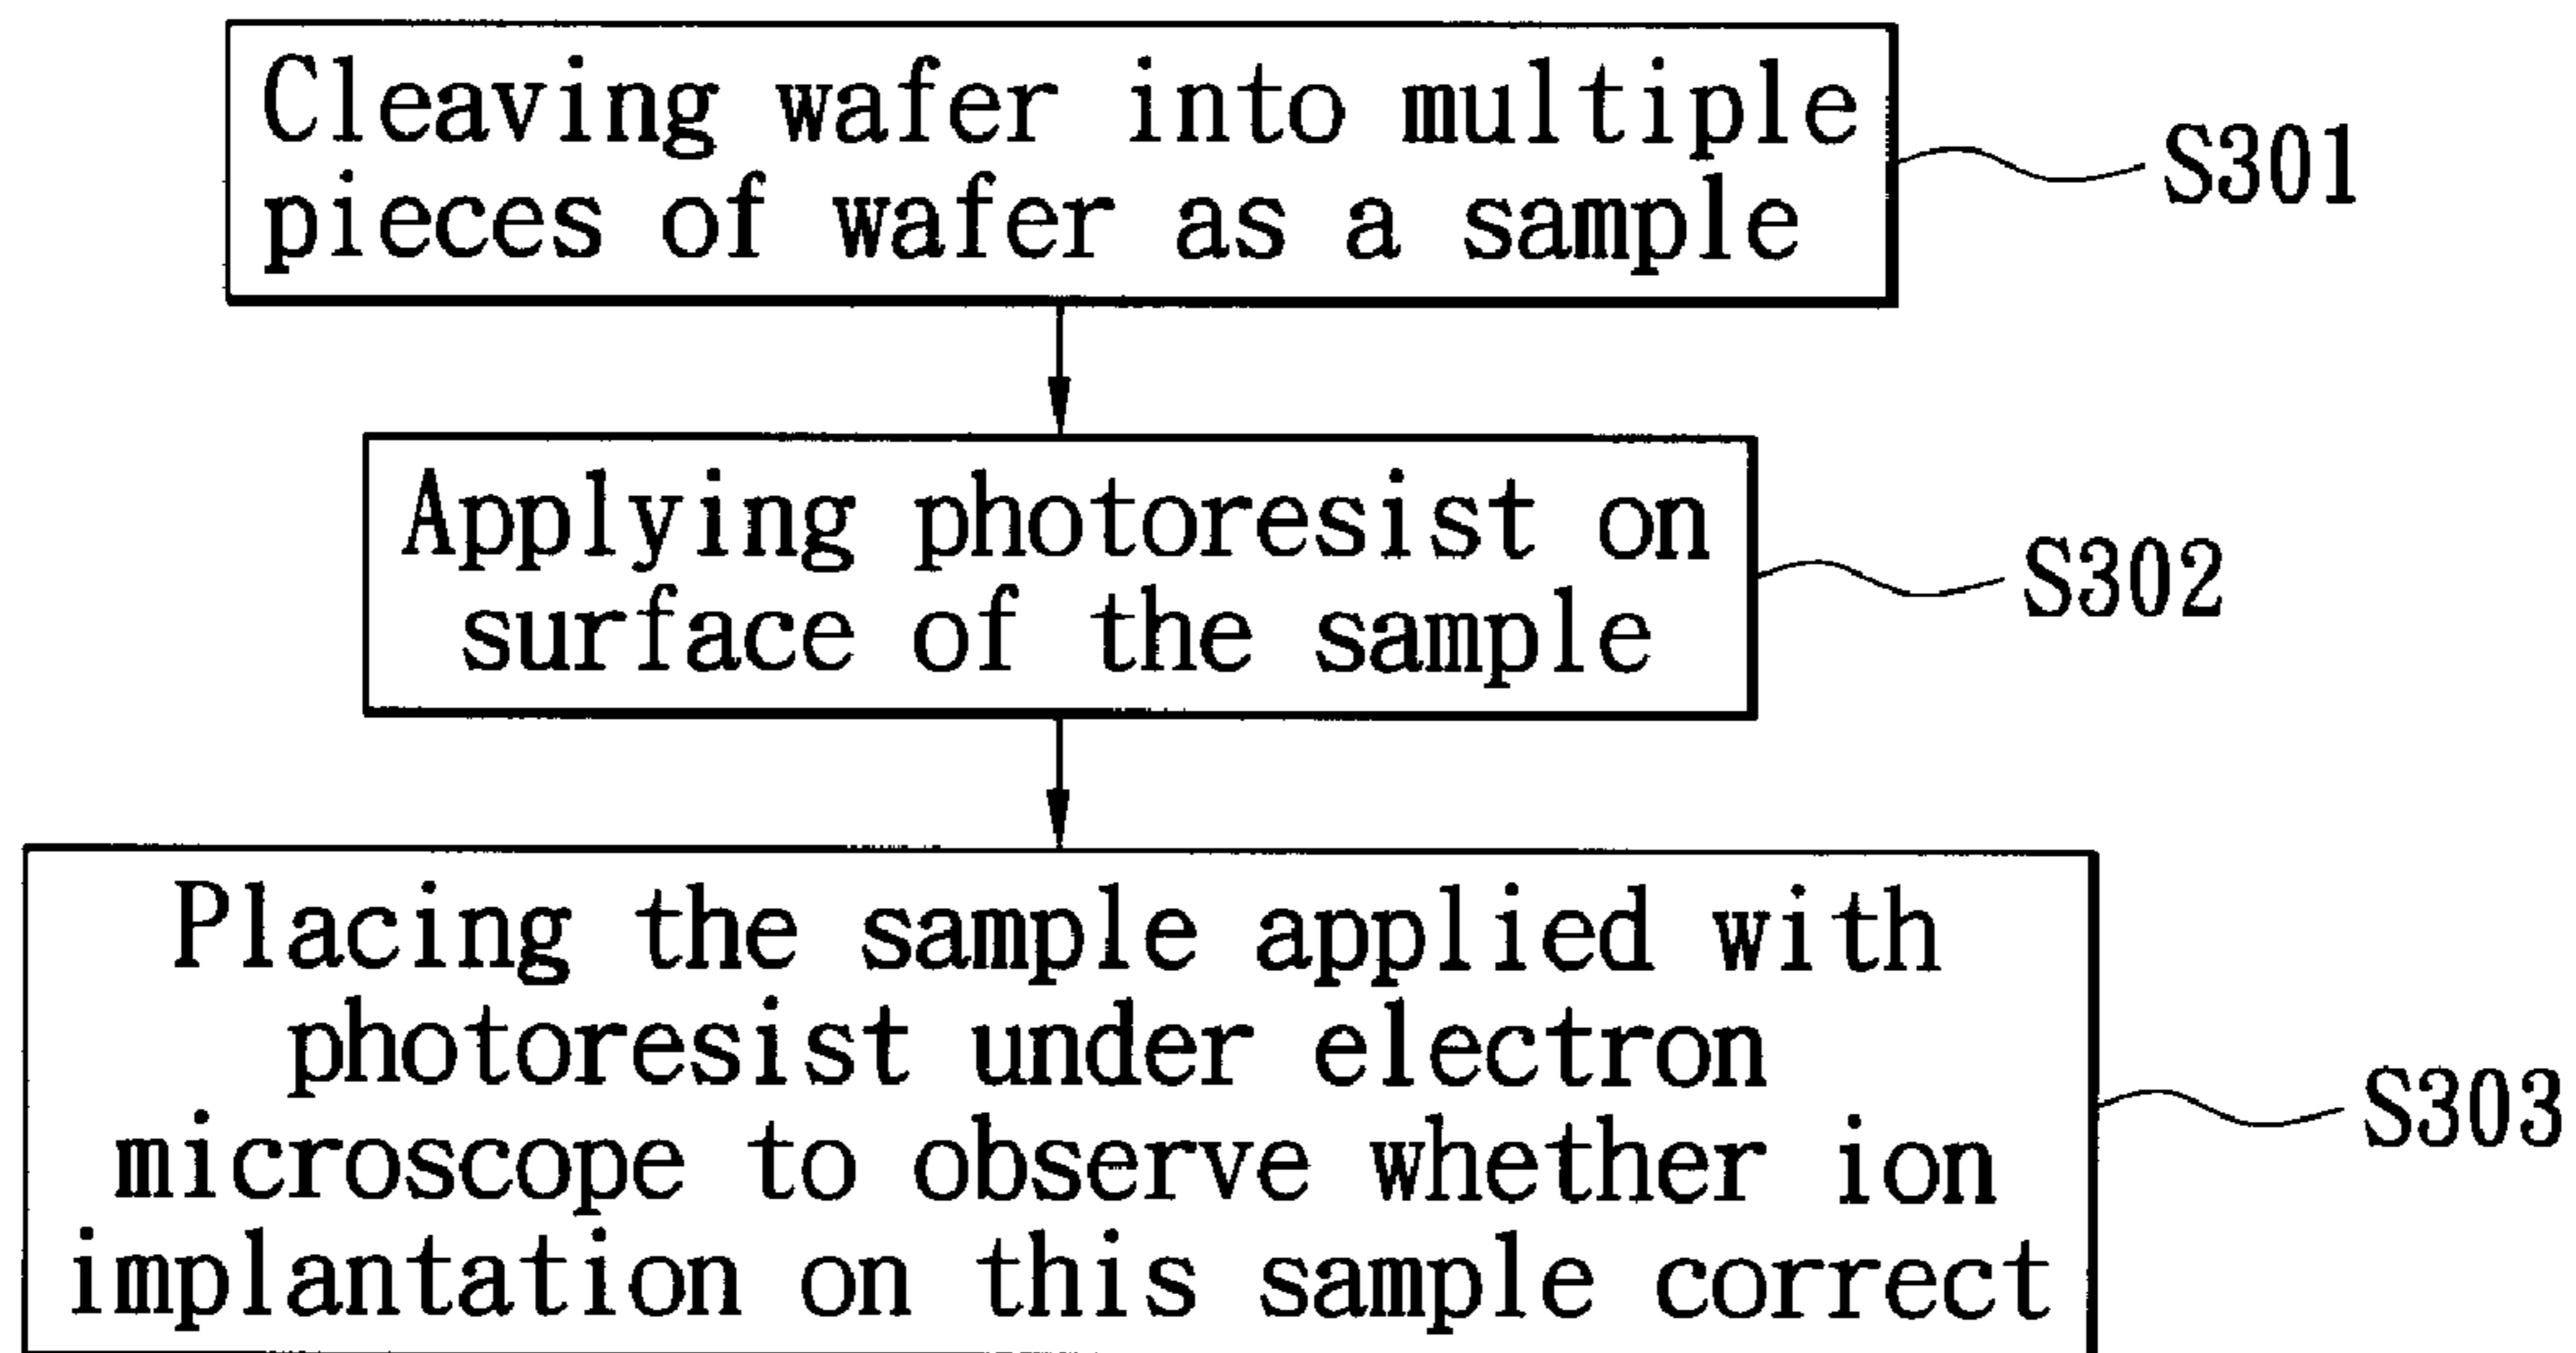 Cleaving wafer into multiple
pieces of wafer as a sample
S301
Applying photoresist on
surface of the sample
S302
Placing the sample applied with
photoresist under electron
microscope to observe whether ion
implantation on this sample correct
S303